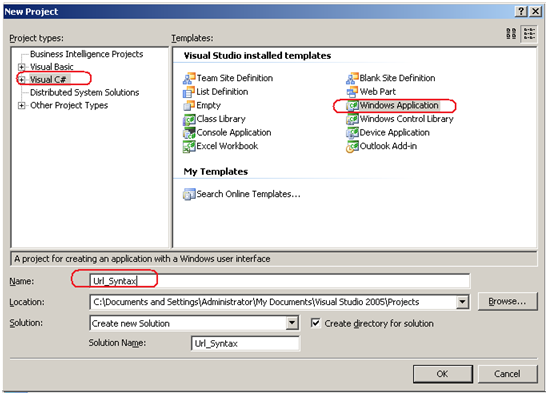 New Project
Project types:
Templates:
Business Intelligence Projects
Visual Basic
Visual C#
Distributed System Solutions
Other Project Types
Visual Studio installed templates
Team Site Definition
Blank Site Definition
List Definition
Web Part
Empty
Windows Application
Class Library
Windows Control Library
Console Application
Device Application
Excel Workbook
Outlook Add-in
My Templates
Search Online Templates...
A project for creating an application with a Windows user interface
Name:
Url_Syntax
Location:
C:\Documents and Settings\Administrator\My Documents\Visual Studio 2005\Projects
Browse...
Solution:
Create new Solution
Create directory for solution
Solution Name:
Url_Syntax
OK
Cancel